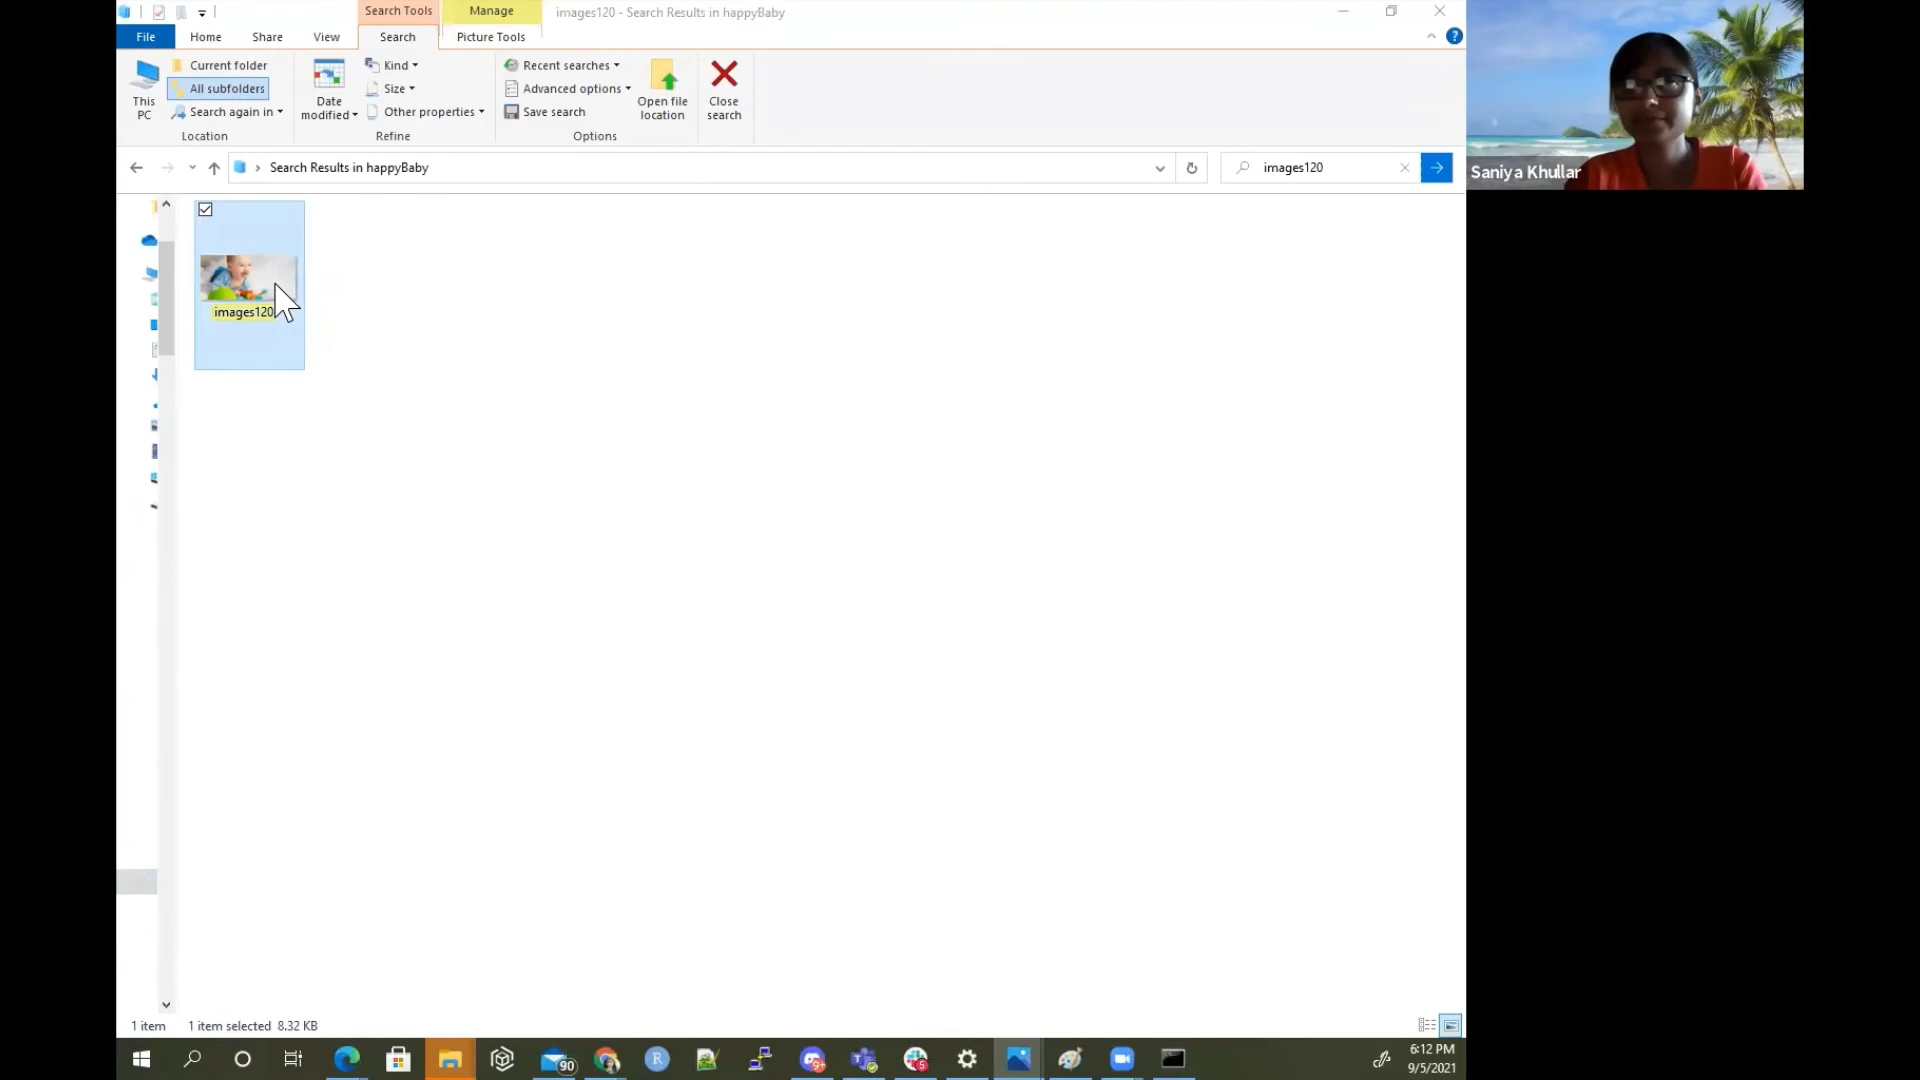 Search Tools
Manage
images120 - Search Results in happyBaby
File
Home
Share
View
Search
Picture Tools
This PC
Current folder
All subfolders
Search again in
Location
Date modified
Kind
Size
Other properties
Refine
Recent searches
Advanced options
Save search
Options
Open file location
Close search
Search Results in happyBaby
images120
Saniya Khullar
images120
1 item
1 item selected 8.32 KB
90
6:12 PM
9/5/2021